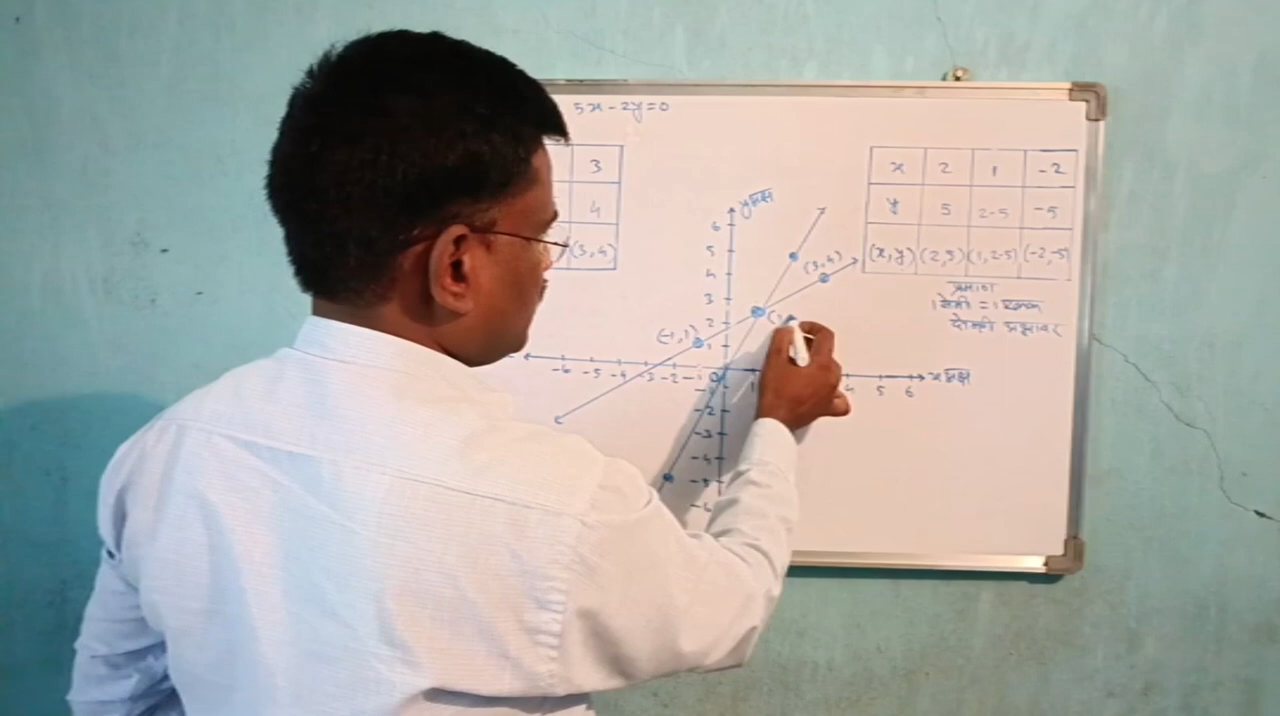 5x - 2y = 0
3
4
(3,4)
x 2 1 -2
y 5 2.5 -5
(x,y) (2,5) (1,2.5) (-2,-5)
प्रमाण
1 सेमी = 1 एकक
दोन्ही अक्षांवर
y अक्ष
6
5
4
3
2
1
(3,4)
(-1,1)
(1,
-6 -5 -4 -3 -2 -1 0 1 4 5 6 x अक्ष
-1
-2
-3
-4
-5
-6